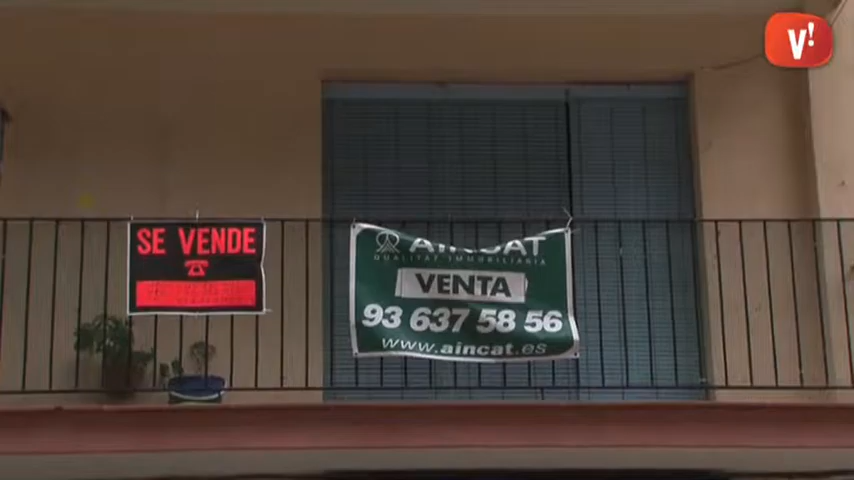 V!
SE VENDE
AINCAT
QUALITAT IMMOBILIARIA
VENTA
93 637 58 56
www.aincat.es